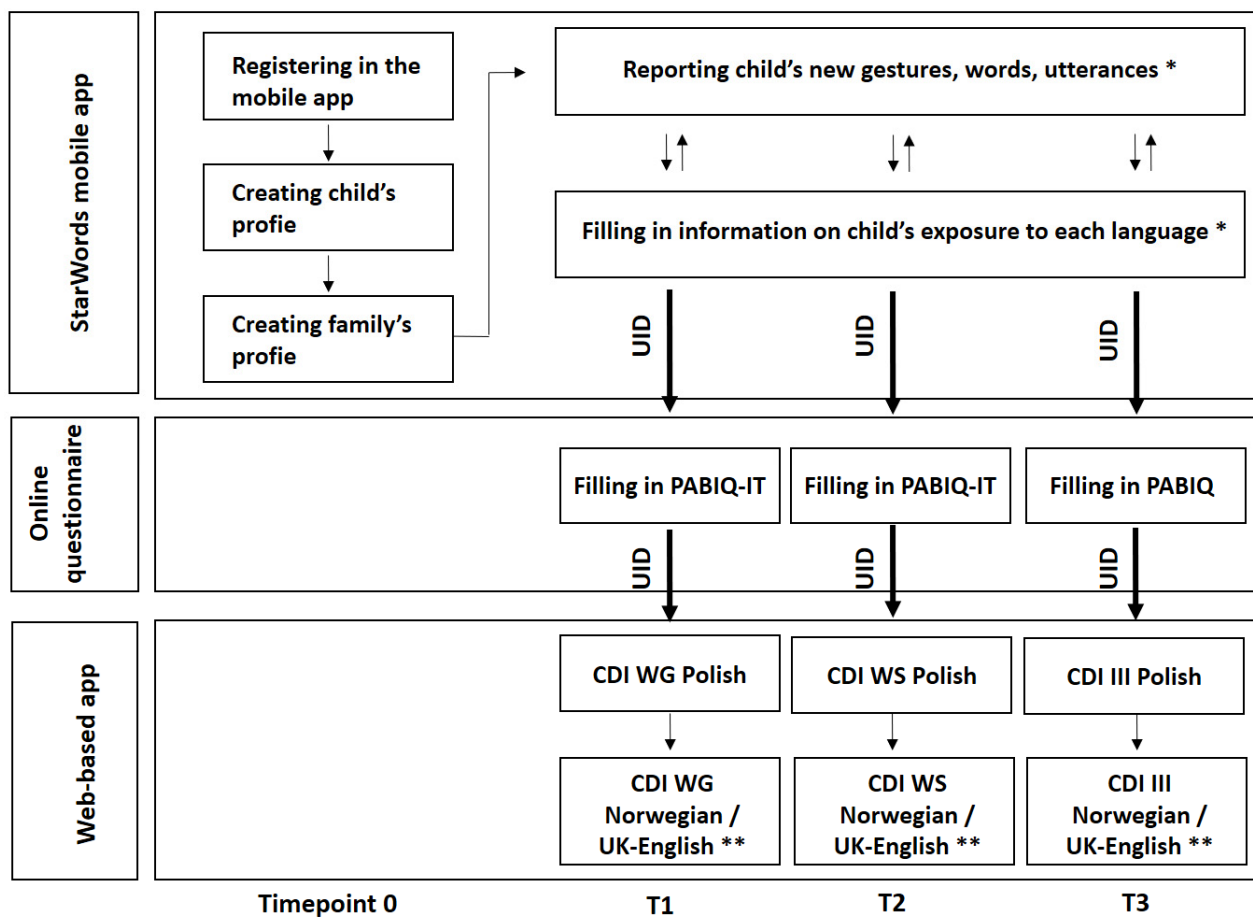 StarWords mobile app
Registering in the
mobile app
Creating child's
profie
Creating family's
profie
Reporting child's new gestures, words, utterances *
Filling in information on child's exposure to each language *
UID
UID
UID
Online
questionnaire
Filling in PABIQ-IT
Filling in PABIQ-IT
Filling in PABIQ
UID
UID
UID
Web-based app
CDI WG Polish
CDI WS Polish
CDI III Polish
CDI WG
Norwegian /
UK-English **
CDI WS
Norwegian /
UK-English **
CDI III
Norwegian /
UK-English **
Timepoint 0
T1
T2
T3